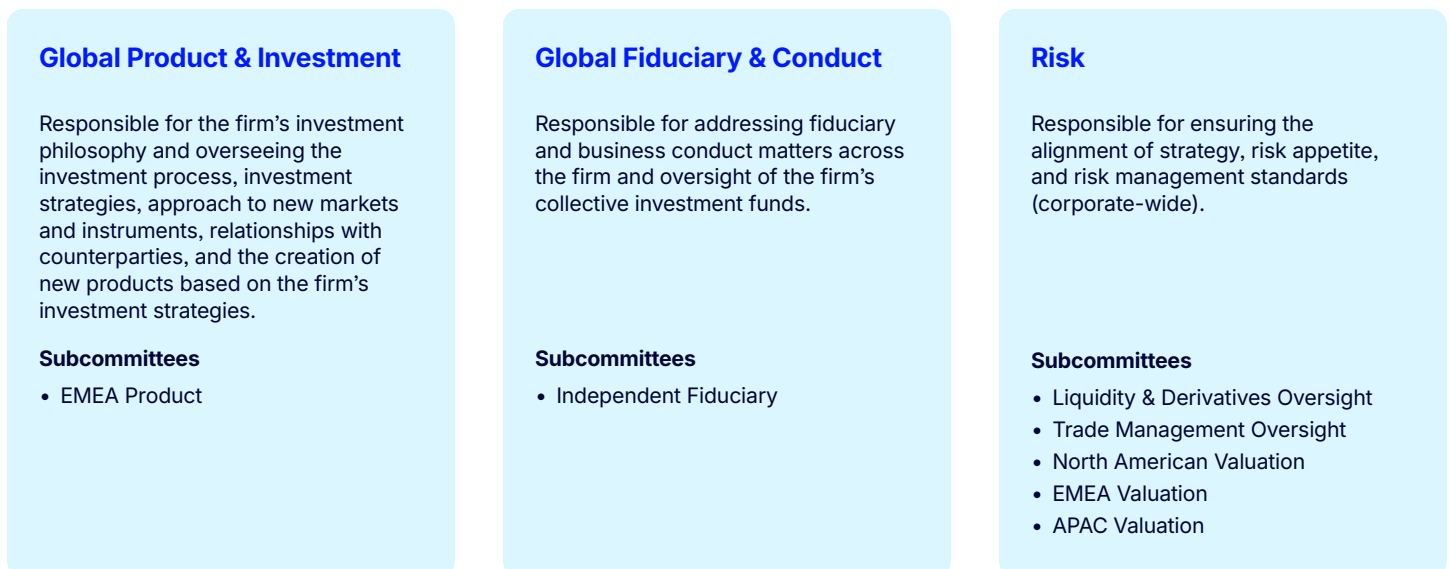 Global Product & Investment
Responsible for the firm’s investment
philosophy and overseeing the
investment process, investment
strategies, approach to new markets
and instruments, relationships with
counterparties, and the creation of
new products based on the firm’s
investment strategies.
Subcommittees
• EMEA Product
Global Fiduciary & Conduct
Responsible for addressing fiduciary
and business conduct matters across
the firm and oversight of the firm’s
collective investment funds.
Subcommittees
• Independent Fiduciary
Risk
Responsible for ensuring the
alignment of strategy, risk appetite,
and risk management standards
(corporate-wide).
Subcommittees
• Liquidity & Derivatives Oversight
• Trade Management Oversight
• North American Valuation
• EMEA Valuation
• APAC Valuation